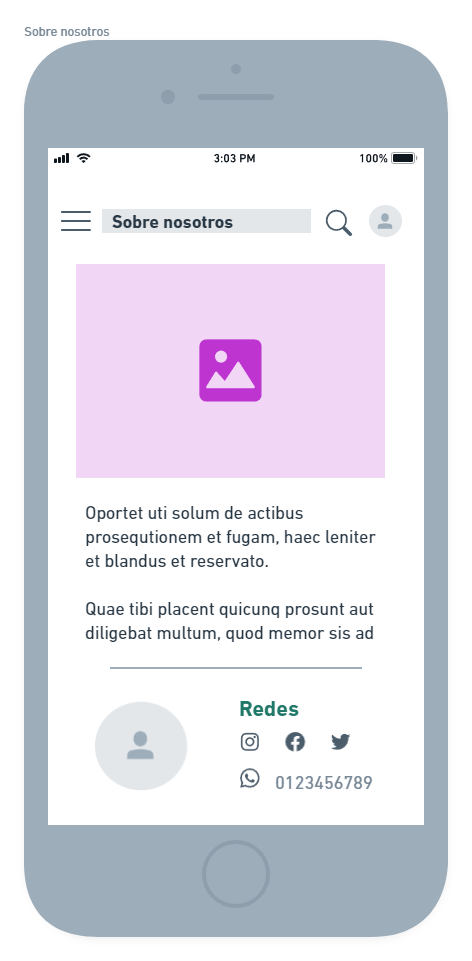 Sobre nosotros
3:03 PM
100%
Sobre nosotros
Oportet uti solum de actibus
prosequtionem et fugam, haec leniter
et blandus et reservato.
Quae tibi placent quicunq prosunt aut
diligebat multum, quod memor sis ad
Redes
0123456789